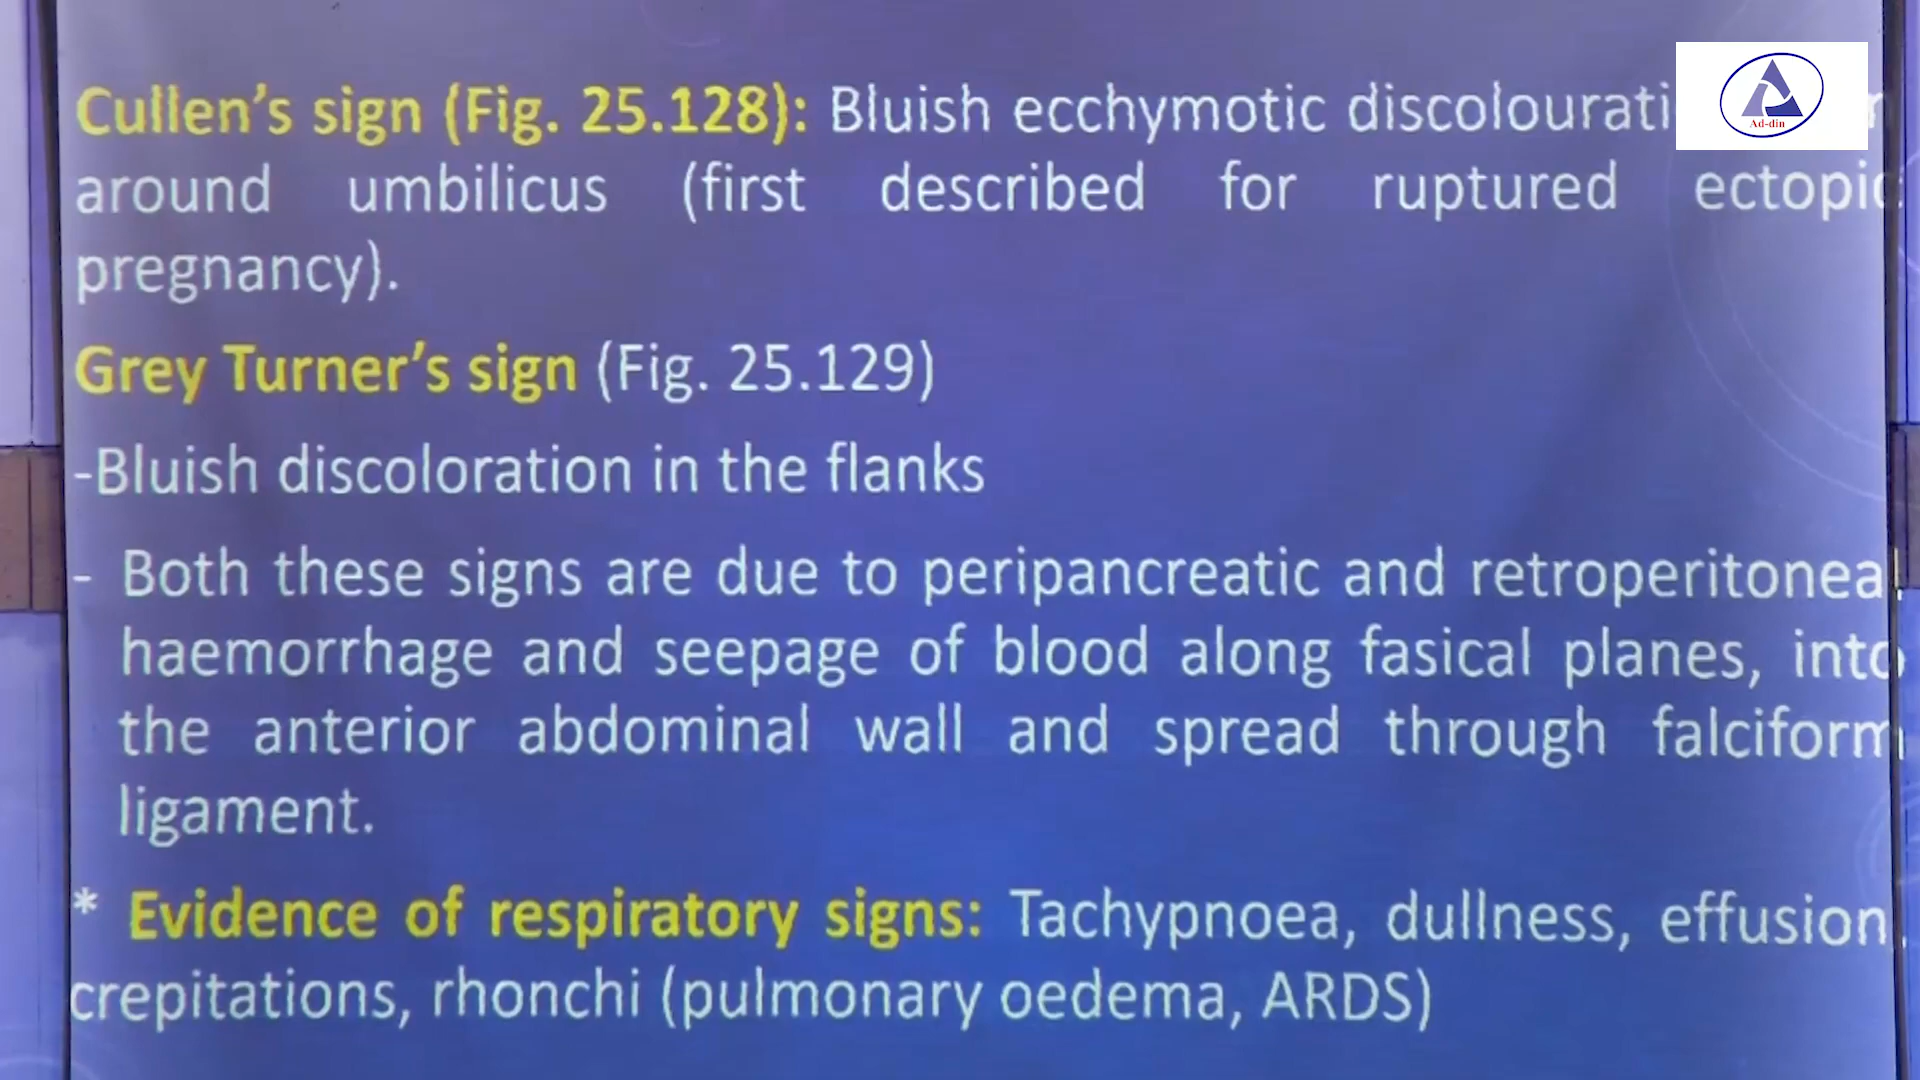 Cullen's sign (Fig. 25.128): Bluish ecchymotic discolourati
Ad-din
around umbilicus (first described for ruptured ectopic
pregnancy).
Grey Turner's sign (Fig. 25.129)
-Bluish discoloration in the flanks
- Both these signs are due to peripancreatic and retroperitonea
haemorrhage and seepage of blood along fasical planes, into
the anterior abdominal wall and spread through falciform
ligament.
* Evidence of respiratory signs: Tachypnoea, dullness, effusion,
crepitations, rhonchi (pulmonary oedema, ARDS)